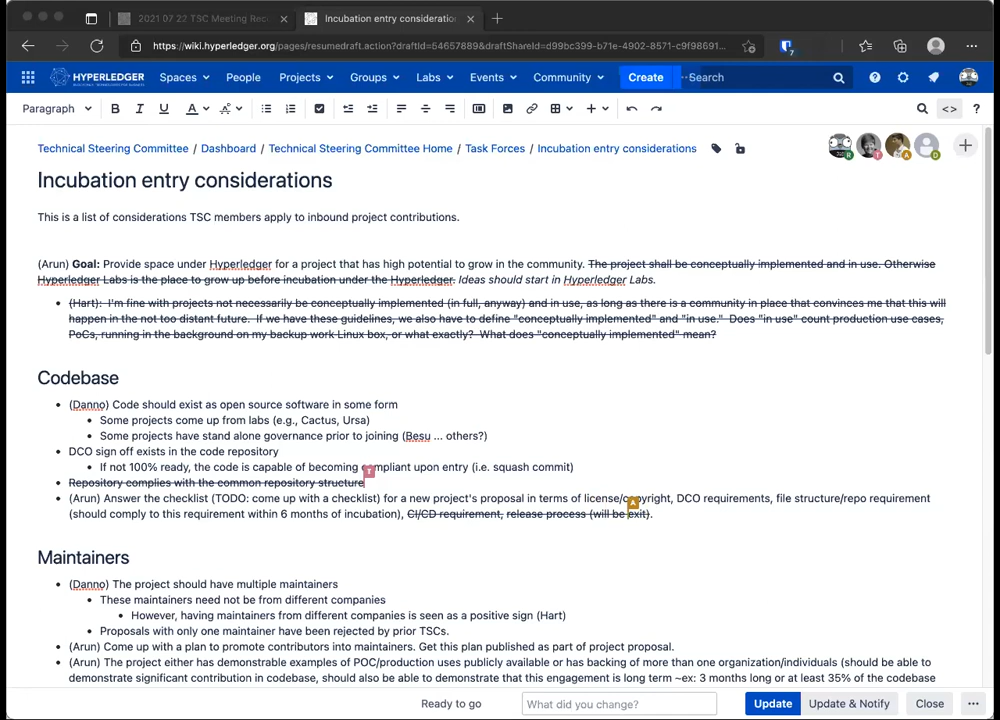 2021 07 22 TSC Meeting Rec
Incubation entry consideration
https://wiki.hyperledger.org/pages/resumedraft.action?draftId=54657889&draftShareId=d99bc399-b71e-4902-8571-c9f98691...
7
HYPERLEDGER Spaces People Projects Groups Labs Events Community Create Search
Paragraph B I U A
Technical Steering Committee / Dashboard / Technical Steering Committee Home / Task Forces / Incubation entry considerations
R T A D
Incubation entry considerations
This is a list of considerations TSC members apply to inbound project contributions.
(Arun) Goal: Provide space under Hyperledger for a project that has high potential to grow in the community. The project shall be conceptually implemented and in use. Otherwise
Hyperledger Labs is the place to grow up before incubation under the Hyperledger. Ideas should start in Hyperledger Labs.
• (Hart): I'm fine with projects not necessarily be conceptually implemented (in full, anyway) and in use, as long as there is a community in place that convinces me that this will
happen in the not too distant future. If we have these guidelines, we also have to define "conceptually implemented" and "in use." Does "in use" count production use cases,
PoCs, running in the background on my backup work Linux box, or what exactly? What does "conceptually implemented" mean?
Codebase
• (Danno) Code should exist as open source software in some form
• Some projects come up from labs (e.g., Cactus, Ursa)
• Some projects have stand alone governance prior to joining (Besu ... others?)
• DCO sign off exists in the code repository
• If not 100% ready, the code is capable of becoming compliant upon entry (i.e. squash commit)
T
• Repository complies with the common repository structure
• (Arun) Answer the checklist (TODO: come up with a checklist) for a new project's proposal in terms of license/copyright, DCO requirements, file structure/repo requirement
A
(should comply to this requirement within 6 months of incubation), CI/CD requirement, release process (will be exit).
Maintainers
• (Danno) The project should have multiple maintainers
• These maintainers need not be from different companies
• However, having maintainers from different companies is seen as a positive sign (Hart)
• Proposals with only one maintainer have been rejected by prior TSCs.
• (Arun) Come up with a plan to promote contributors into maintainers. Get this plan published as part of project proposal.
• (Arun) The project either has demonstrable examples of POC/production uses publicly available or has backing of more than one organization/individuals (should be able to
demonstrate significant contribution in codebase, should also be able to demonstrate that this engagement is long term ~ex: 3 months long or at least 35% of the codebase
Ready to go What did you change? Update Update & Notify Close